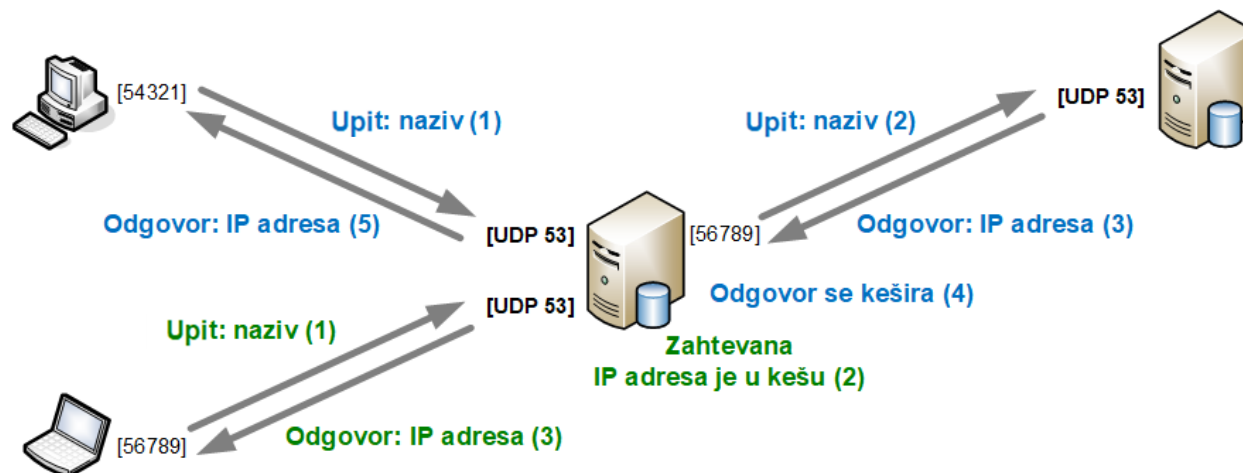 [54321]
Upit: naziv (1)
[UDP 53]
Upit: naziv (2)
Odgovor: IP adresa (5)
[UDP 53]
[56789]
Odgovor: IP adresa (3)
[UDP 53]
Odgovor se kešira (4)
Upit: naziv (1)
Zahtevana
IP adresa je u kešu (2)
[56789]
Odgovor: IP adresa (3)